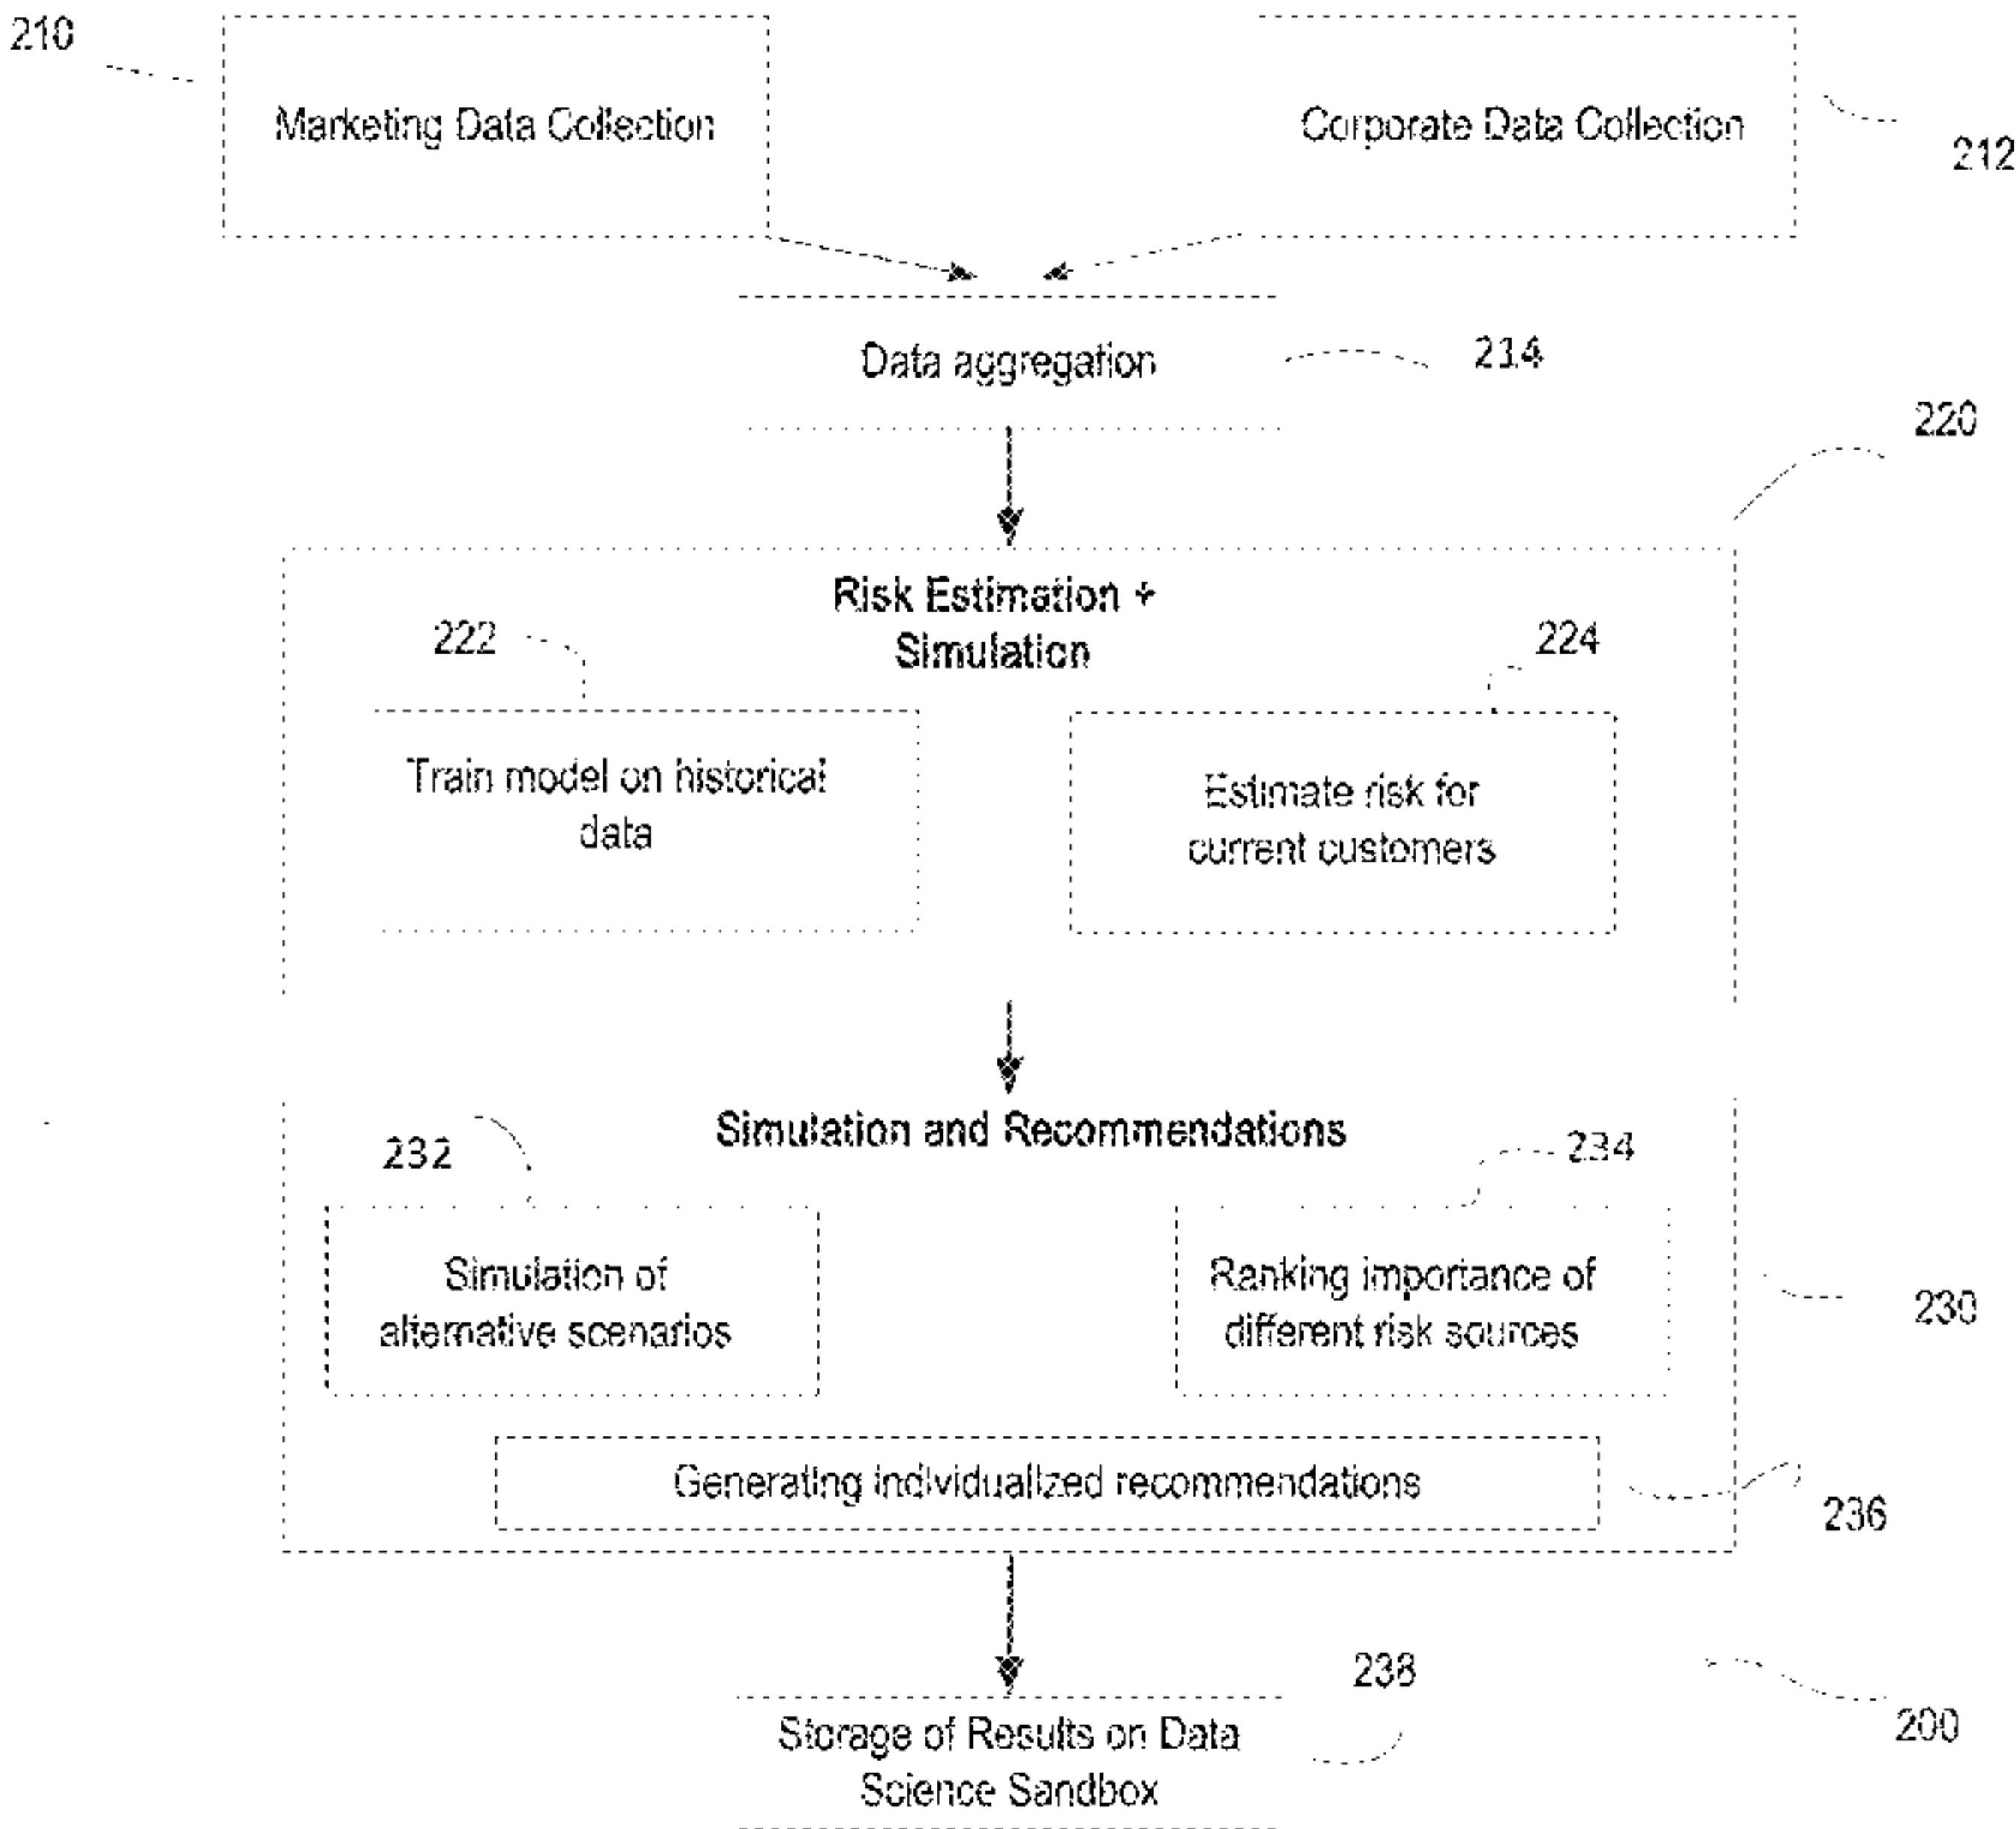 210
Marketing Data Collection
Corporate Data Collection
212
Data aggregation
214
220
Risk Estimation +
Simulation
222
224
Train model on historical
data
Estimate risk for
current customers
Simulation and Recommendations
232
234
Simulation of
alternative scenarios
Ranking importance of
different risk sources
230
Generating individualized recommendations
236
238
Storage of Results on Data
Science Sandbox
200